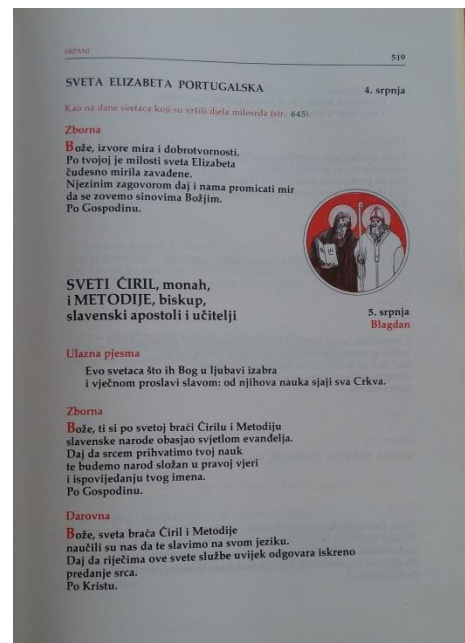 SRPANJ
519
SVETA ELIZABETA PORTUGALSKA
4. srpnja
Kao na dane svetaca koji su vršili djela milosrđa (str. 645).
Zborna
Bože, izvore mira i dobrotvornosti.
Po tvojoj je milosti sveta Elizabeta
čudesno mirila zavađene.
Njezinim zagovorom daj i nama promicati mir
da se zovemo sinovima Božjim.
Po Gospodinu.
SVETI ĆIRIL, monah,
i METODIJE, biskup,
slavenski apostoli i učitelji
5. srpnja
Blagdan
Ulazna pjesma
Evo svetaca što ih Bog u ljubavi izabra
i vječnom proslavi slavom: od njihova nauka sjaji sva Crkva.
Zborna
Bože, ti si po svetoj braći Ćirilu i Metodiju
slavenske narode obasjao svjetlom evanđelja.
Daj da srcem prihvatimo tvoj nauk
te budemo narod složan u pravoj vjeri
i ispovijedanju tvog imena.
Po Gospodinu.
Darovna
Bože, sveta braća Ćiril i Metodije
naučili su nas da te slavimo na svom jeziku.
Daj da riječima ove svete službe uvijek odgovara iskreno
predanje srca.
Po Kristu.